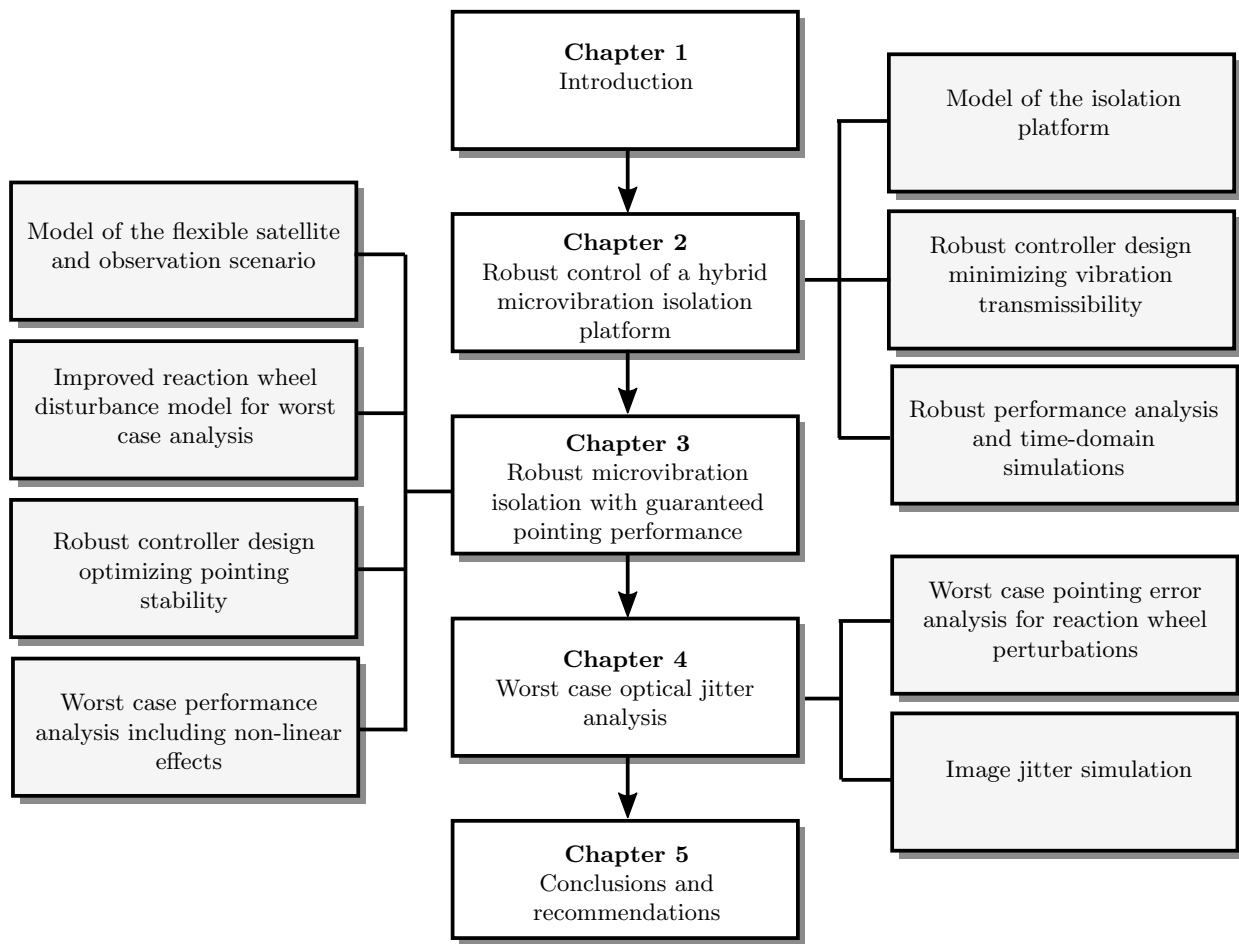 Chapter 1
Introduction
Model of the isolation
platform
Model of the flexible satellite
and observation scenario
Chapter 2
Robust control of a hybrid
microvibration isolation
platform
Robust controller design
minimizing vibration
transmissibility
Improved reaction wheel
disturbance model for worst
case analysis
Robust performance analysis
and time-domain
simulations
Chapter 3
Robust microvibration
isolation with guaranteed
pointing performance
Robust controller design
optimizing pointing
stability
Worst case pointing error
analysis for reaction wheel
perturbations
Chapter 4
Worst case optical jitter
analysis
Worst case performance
analysis including non-linear
effects
Image jitter simulation
Chapter 5
Conclusions and
recommendations